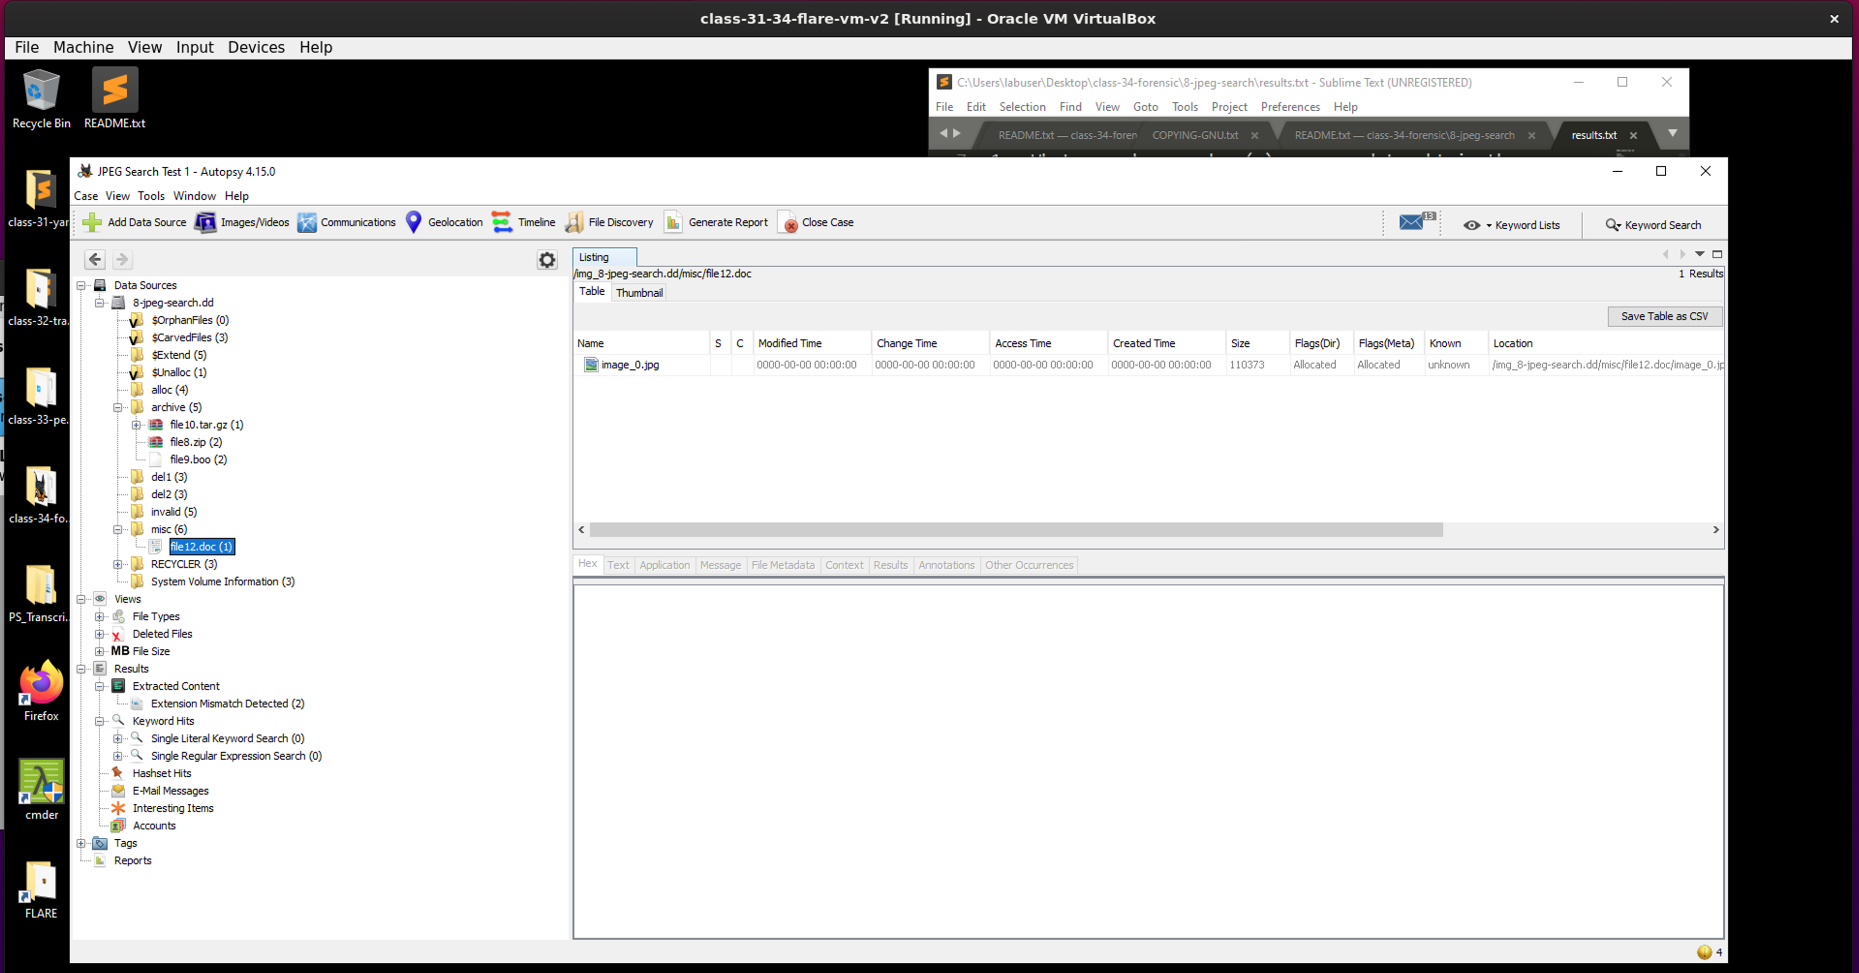 class-31-34-flare-vm-v2 [Running] - Oracle VM VirtualBox
File Machine View Input Devices Help
Recycle Bin
README.txt
C:\Users\labuser\Desktop\class-34-forensic\8-jpeg-search\results.txt - Sublime Text (UNREGISTERED)
File Edit Selection Find View Goto Tools Project Preferences Help
README.txt — class-34-foren COPYING-GNU.txt README.txt — class-34-forensic\8-jpeg-search results.txt
class-31-yar
class-32-tra...
class-33-pe...
class-34-fo...
PS_Transcri...
Firefox
cmder
FLARE
JPEG Search Test 1 - Autopsy 4.15.0
Case View Tools Window Help
Add Data Source Images/Videos Communications Geolocation Timeline File Discovery Generate Report Close Case 13 Keyword Lists Keyword Search
Data Sources
8-jpeg-search.dd
$OrphanFiles (0)
$CarvedFiles (3)
$Extend (5)
$Unalloc (1)
alloc (4)
archive (5)
file10.tar.gz (1)
file8.zip (2)
file9.boo (2)
del1 (3)
del2 (3)
invalid (5)
misc (6)
file12.doc (1)
RECYCLER (3)
System Volume Information (3)
Views
File Types
Deleted Files
MB File Size
Results
Extracted Content
Extension Mismatch Detected (2)
Keyword Hits
Single Literal Keyword Search (0)
Single Regular Expression Search (0)
Hashset Hits
E-Mail Messages
Interesting Items
Accounts
Tags
Reports
Listing
/img_8-jpeg-search.dd/misc/file12.doc 1 Results
Table Thumbnail
Save Table as CSV
Name S C Modified Time Change Time Access Time Created Time Size Flags(Dir) Flags(Meta) Known Location
image_0.jpg 0000-00-00 00:00:00 0000-00-00 00:00:00 0000-00-00 00:00:00 0000-00-00 00:00:00 110373 Allocated Allocated unknown /img_8-jpeg-search.dd/misc/file12.doc/image_0.jp
Hex Text Application Message File Metadata Context Results Annotations Other Occurrences
4